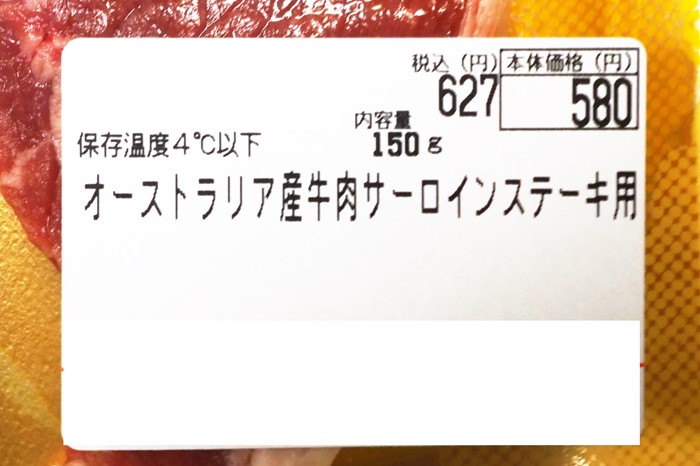 税込(円) 本体価格(円)
627 580
内容量
保存温度4℃以下 150g
オーストラリア産牛肉サーロインステーキ用